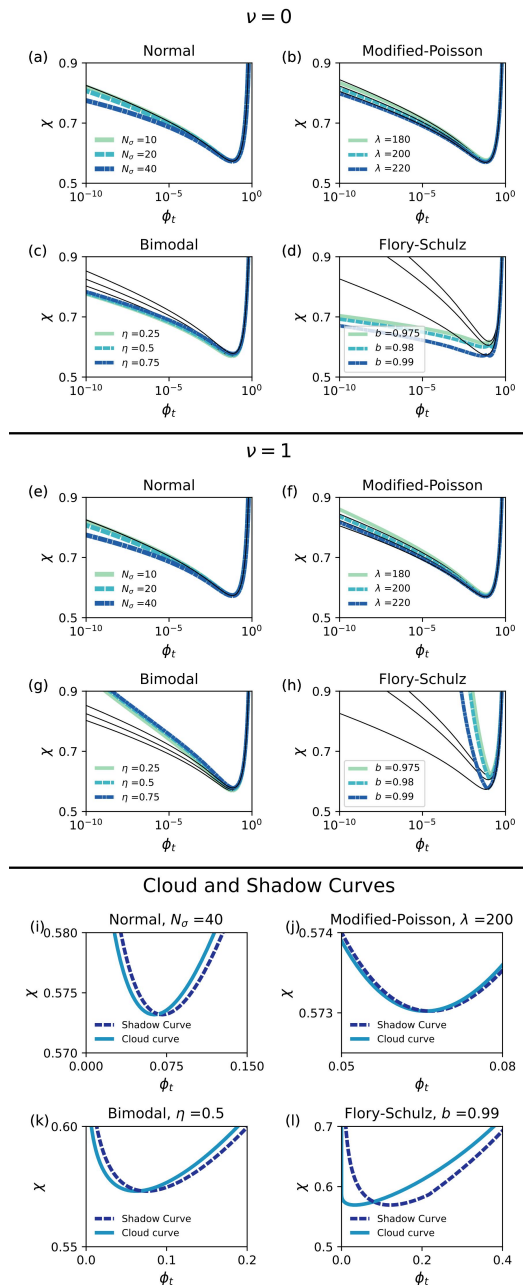 ν = 0
(a) Normal
0.9
0.7
0.5
χ
N_σ =10
N_σ =20
N_σ =40
10^-10 10^-5 10^0
ϕ_t
(b) Modified-Poisson
0.9
0.7
0.5
χ
λ =180
λ =200
λ =220
10^-10 10^-5 10^0
ϕ_t
(c) Bimodal
0.9
0.7
0.5
χ
η =0.25
η =0.5
η =0.75
10^-10 10^-5 10^0
ϕ_t
(d) Flory-Schulz
0.9
0.7
0.5
χ
b =0.975
b =0.98
b =0.99
10^-10 10^-5 10^0
ϕ_t
ν = 1
(e) Normal
0.9
0.7
0.5
χ
N_σ =10
N_σ =20
N_σ =40
10^-10 10^-5 10^0
ϕ_t
(f) Modified-Poisson
0.9
0.7
0.5
χ
λ =180
λ =200
λ =220
10^-10 10^-5 10^0
ϕ_t
(g) Bimodal
0.9
0.7
0.5
χ
η =0.25
η =0.5
η =0.75
10^-10 10^-5 10^0
ϕ_t
(h) Flory-Schulz
0.9
0.7
0.5
χ
b =0.975
b =0.98
b =0.99
10^-10 10^-5 10^0
ϕ_t
Cloud and Shadow Curves
(i) Normal, N_σ =40
0.580
0.575
0.570
χ
Shadow Curve
Cloud curve
0.000 0.075 0.150
ϕ_t
(j) Modified-Poisson, λ =200
0.574
0.573
χ
Shadow Curve
Cloud curve
0.05 0.08
ϕ_t
(k) Bimodal, η =0.5
0.60
0.55
χ
Shadow Curve
Cloud curve
0.0 0.1 0.2
ϕ_t
(l) Flory-Schulz, b =0.99
0.7
0.6
0.5
χ
Shadow Curve
Cloud curve
0.0 0.2 0.4
ϕ_t